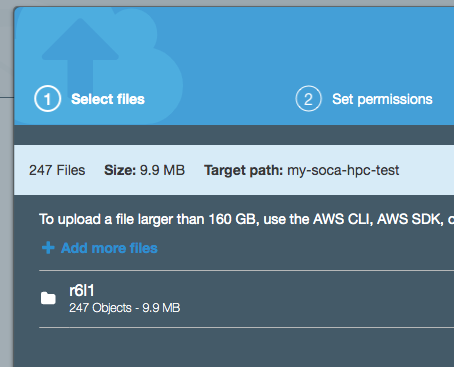 1 Select files 2 Set permissions
247 Files Size: 9.9 MB Target path: my-soca-hpc-test
To upload a file larger than 160 GB, use the AWS CLI, AWS SDK,
Add more files
r6l1
247 Objects - 9.9 MB